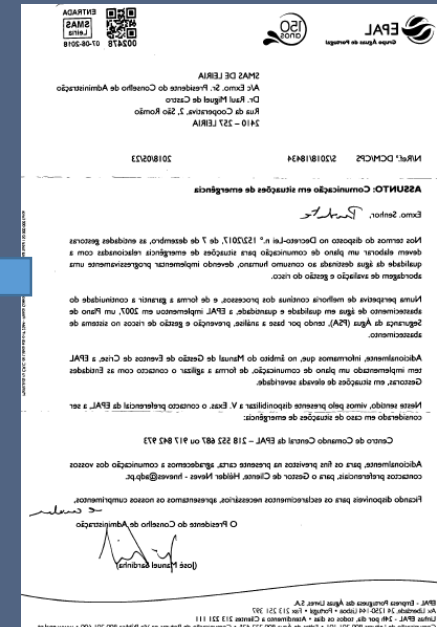 EPAL
Grupo Águas de Portugal
150
anos
ENTRADA
SMAS
Leiria
002478 07-06-2018
SMAS DE LEIRIA
A/c Exmo. Sr. Presidente do Conselho de Administração
Dr. Raul Miguel de Castro
Rua da Cooperativa, 2, São Romão
2410 – 257 LEIRIA
N/Ref.ª DCM/CPS S/2018/18434 2018/05/23
ASSUNTO: Comunicação em situações de emergência
Exmo. Senhor,
Nos termos do disposto no Decreto-Lei n.º 152/2017, de 7 de dezembro, as entidades gestoras
devem elaborar um plano de comunicação para situações de emergência relacionadas com a
qualidade da água destinada ao consumo humano, devendo implementar progressivamente uma
abordagem de avaliação e gestão do risco.
Numa perspetiva de melhoria contínua dos processos, e de forma a garantir a continuidade do
abastecimento de água em qualidade e quantidade, a EPAL implementou em 2007, um Plano de
Segurança da Água (PSA), tendo por base a análise, prevenção e gestão de riscos no sistema de
abastecimento.
Adicionalmente, informamos que, no âmbito do Manual de Gestão de Eventos de Crise, a EPAL
tem implementado um plano de comunicação, de forma a agilizar o contacto com as Entidades
Gestoras, em situações de elevada severidade.
Nesse sentido, vimos pelo presente disponibilizar a V. Exas. o contacto preferencial da EPAL, a ser
considerado em caso de situações de emergência:
Centro de Comando Central da EPAL – 218 552 687 ou 917 842 973
Adicionalmente, para os fins previstos na presente carta, agradecemos a comunicação dos vossos
contactos preferenciais, para o Gestor de Cliente, Hélder Neves - hneves@adp.pt.
Ficando disponíveis para os esclarecimentos necessários, apresentamos os nossos cumprimentos,
O Presidente do Conselho de Administração
(José Manuel Sardinha)
EPAL - Empresa Portuguesa das Águas Livres, S.A.
Av. Liberdade, 24 1250-144 Lisboa • Portugal • Fax 213 251 397
Linhas EPAL - 24h por dia, todos os dias • Atendimento a Clientes 213 221 111